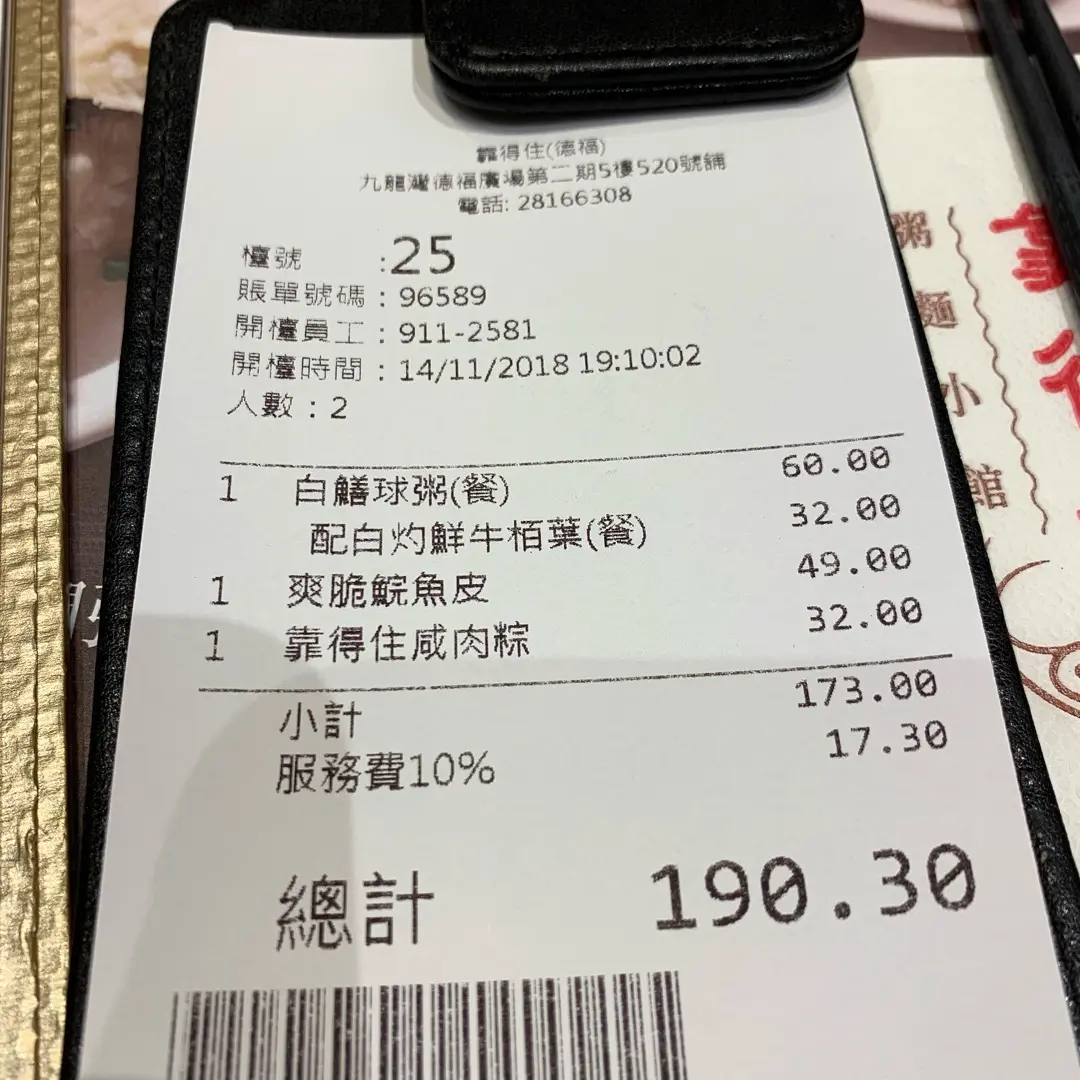 靠得住(德福)
九龍灣德福廣場第二期5樓520號舖
電話: 28166308
檯號 :25
賬單號碼 : 96589
開檯員工 : 911-2581
開檯時間 : 14/11/2018 19:10:02
人數 : 2
1 白鱔球粥(餐) 60.00
配白灼鮮牛栢葉(餐) 32.00
1 爽脆鯇魚皮 49.00
1 靠得住咸肉粽 32.00
小計 173.00
服務費10% 17.30
總計 190.30
粥麵小館